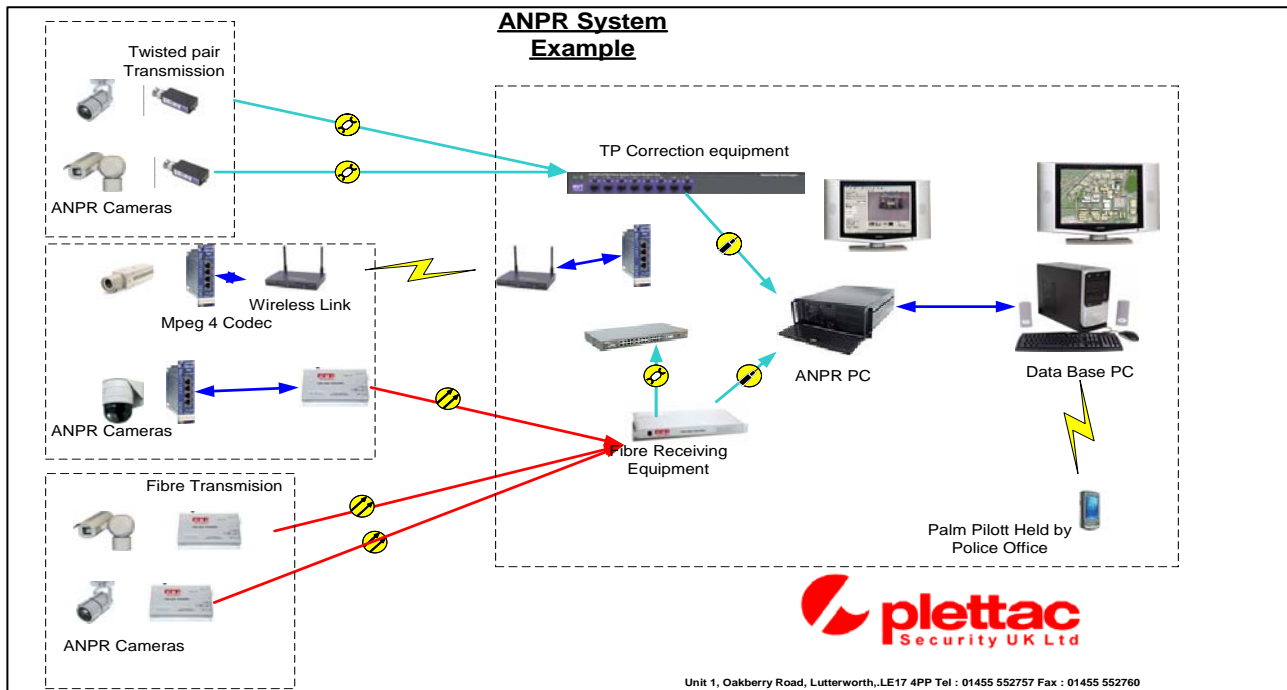 ANPR System
Example
Twisted pair
Transmission
ANPR Cameras
TP Correction equipment
Wireless Link
Mpeg 4 Codec
ANPR Cameras
ANPR PC
Data Base PC
Fibre Receiving
Equipment
Fibre Transmision
ANPR Cameras
Palm Pilott Held by
Police Office
plettac
Security UK Ltd
Unit 1, Oakberry Road, Lutterworth,.LE17 4PP Tel : 01455 552757 Fax : 01455 552760